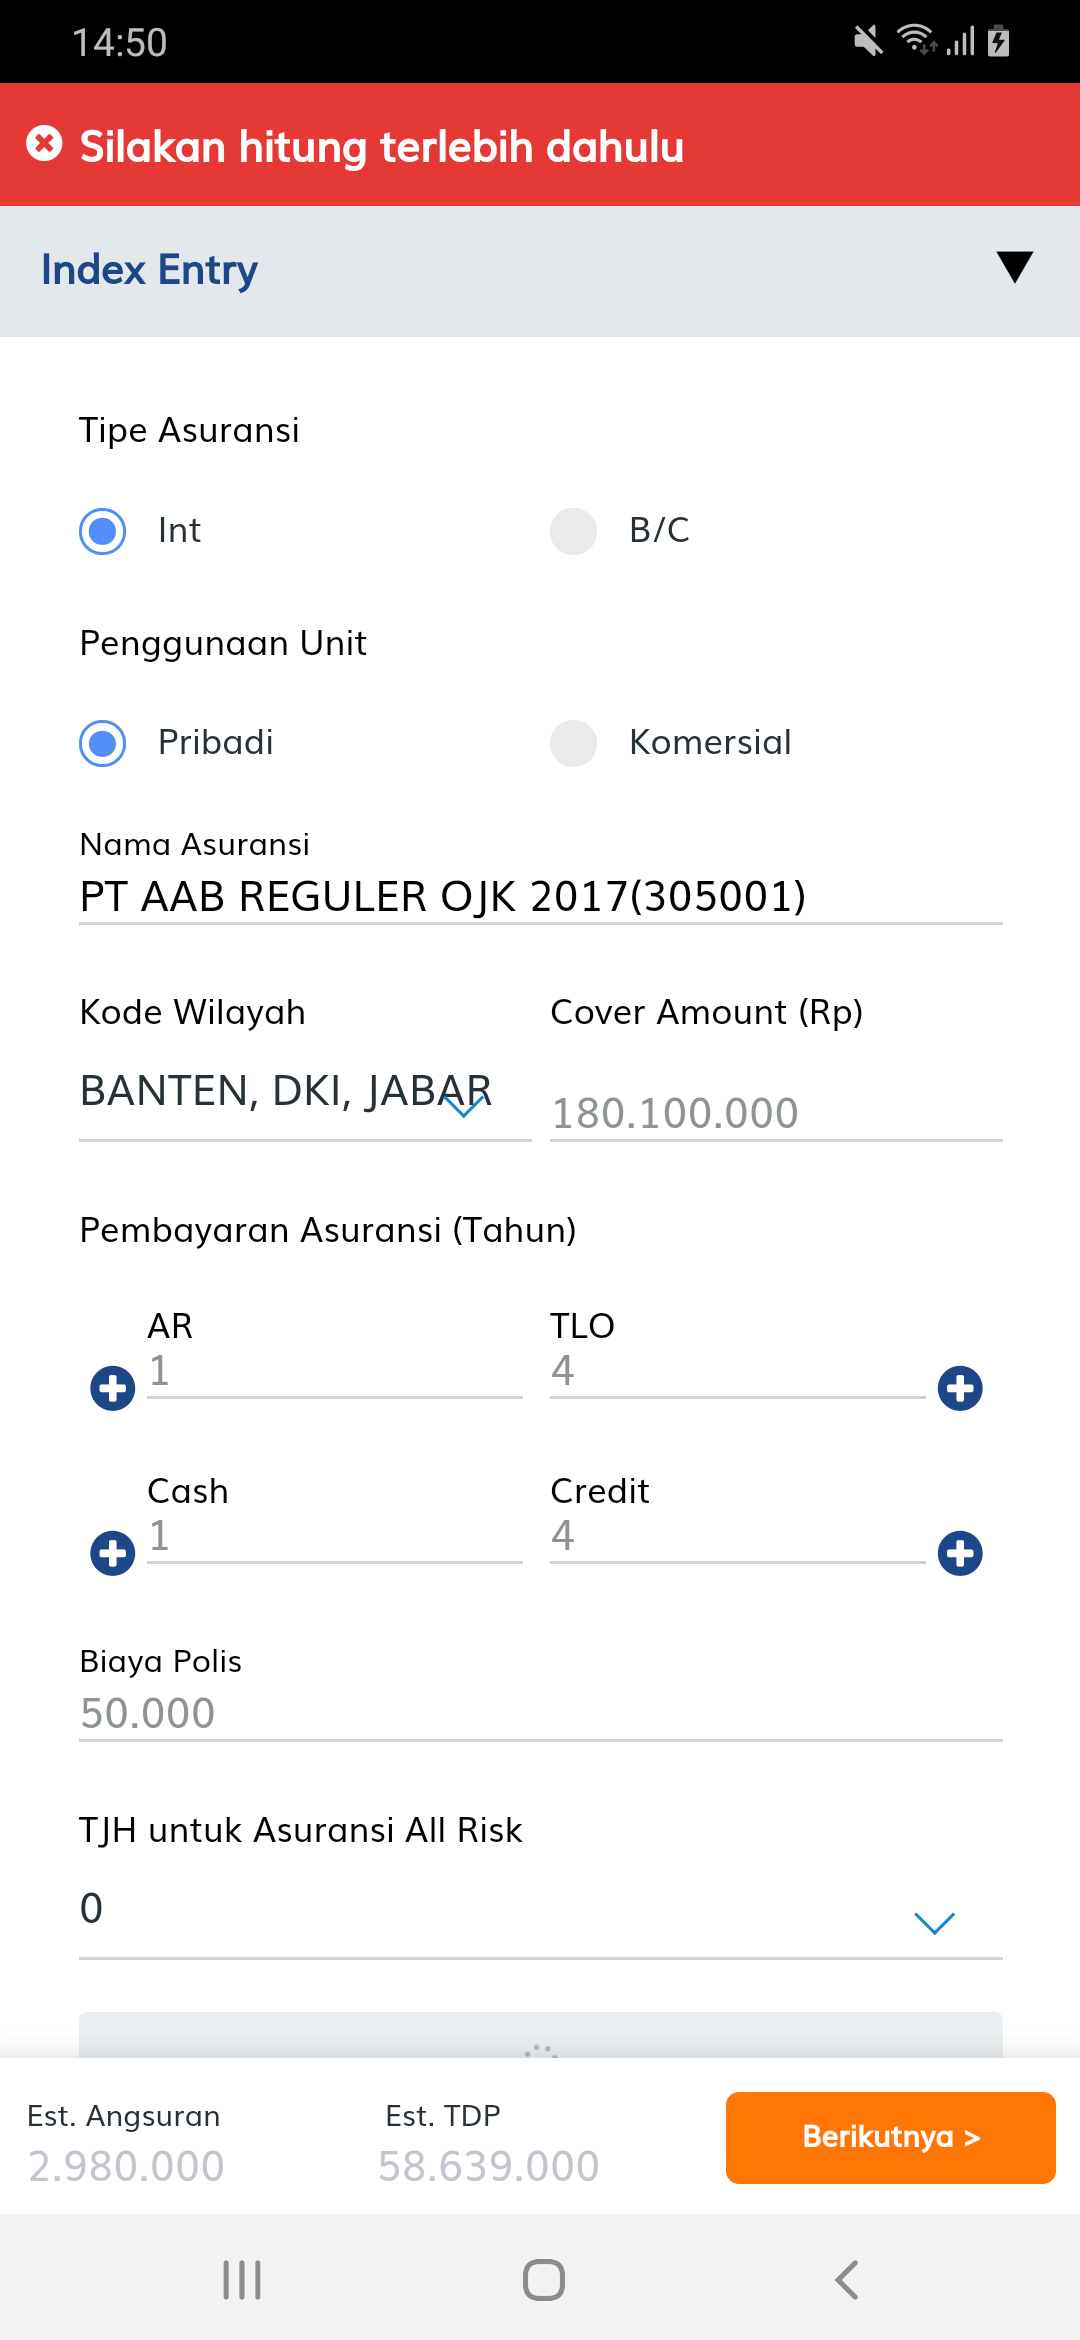 14:50
Silakan hitung terlebih dahulu
Index Entry
Tipe Asuransi
Int B/C
Penggunaan Unit
Pribadi Komersial
Nama Asuransi
PT AAB REGULER OJK 2017(305001)
Kode Wilayah Cover Amount (Rp)
BANTEN, DKI, JABAR 180.100.000
Pembayaran Asuransi (Tahun)
AR TLO
1 4
Cash Credit
1 4
Biaya Polis
50.000
TJH untuk Asuransi All Risk
0
Est. Angsuran Est. TDP
2.980.000 58.639.000
Berikutnya >